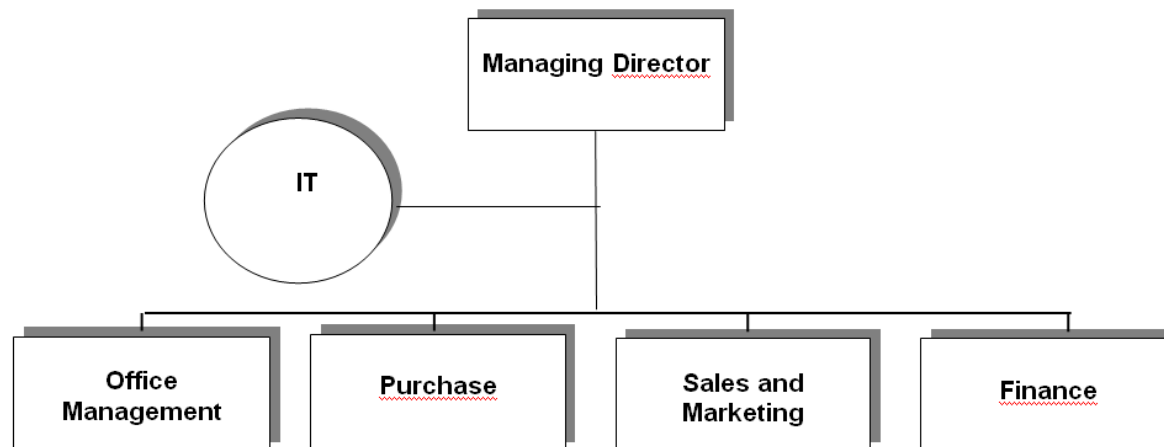 Managing Director
IT
Office
Management
Purchase
Sales and
Marketing
Finance